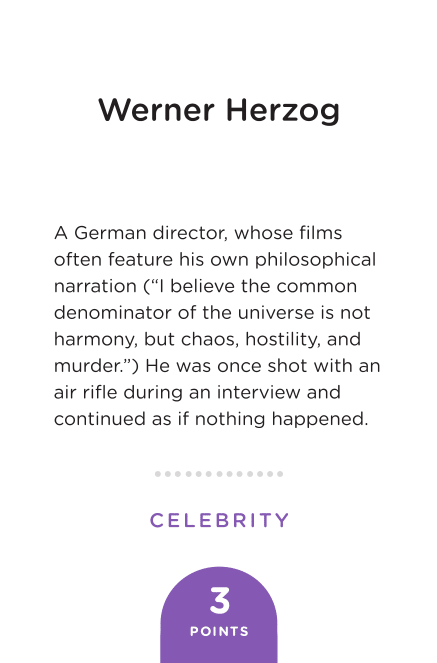 Werner Herzog
A German director, whose films
often feature his own philosophical
narration (“I believe the common
denominator of the universe is not
harmony, but chaos, hostility, and
murder.”) He was once shot with an
air rifle during an interview and
continued as if nothing happened.
CELEBRITY
3
POINTS